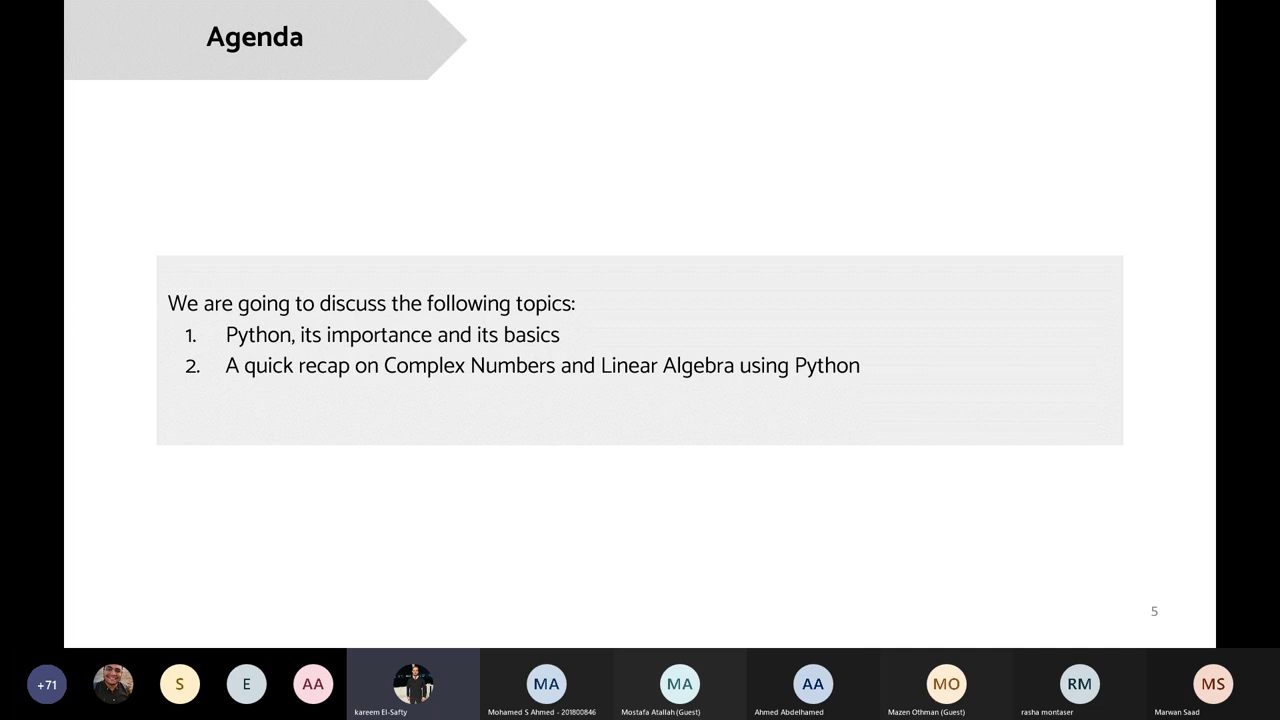 Agenda
We are going to discuss the following topics:
1. Python, its importance and its basics
2. A quick recap on Complex Numbers and Linear Algebra using Python
5
+71
S
E
AA
kareem El-Safty
MA
Mohamed S Ahmed - 201800846
MA
Mostafa Atallah (Guest)
AA
Ahmed Abdelhamed
MO
Mazen Othman (Guest)
RM
rasha montaser
MS
Marwan Saad